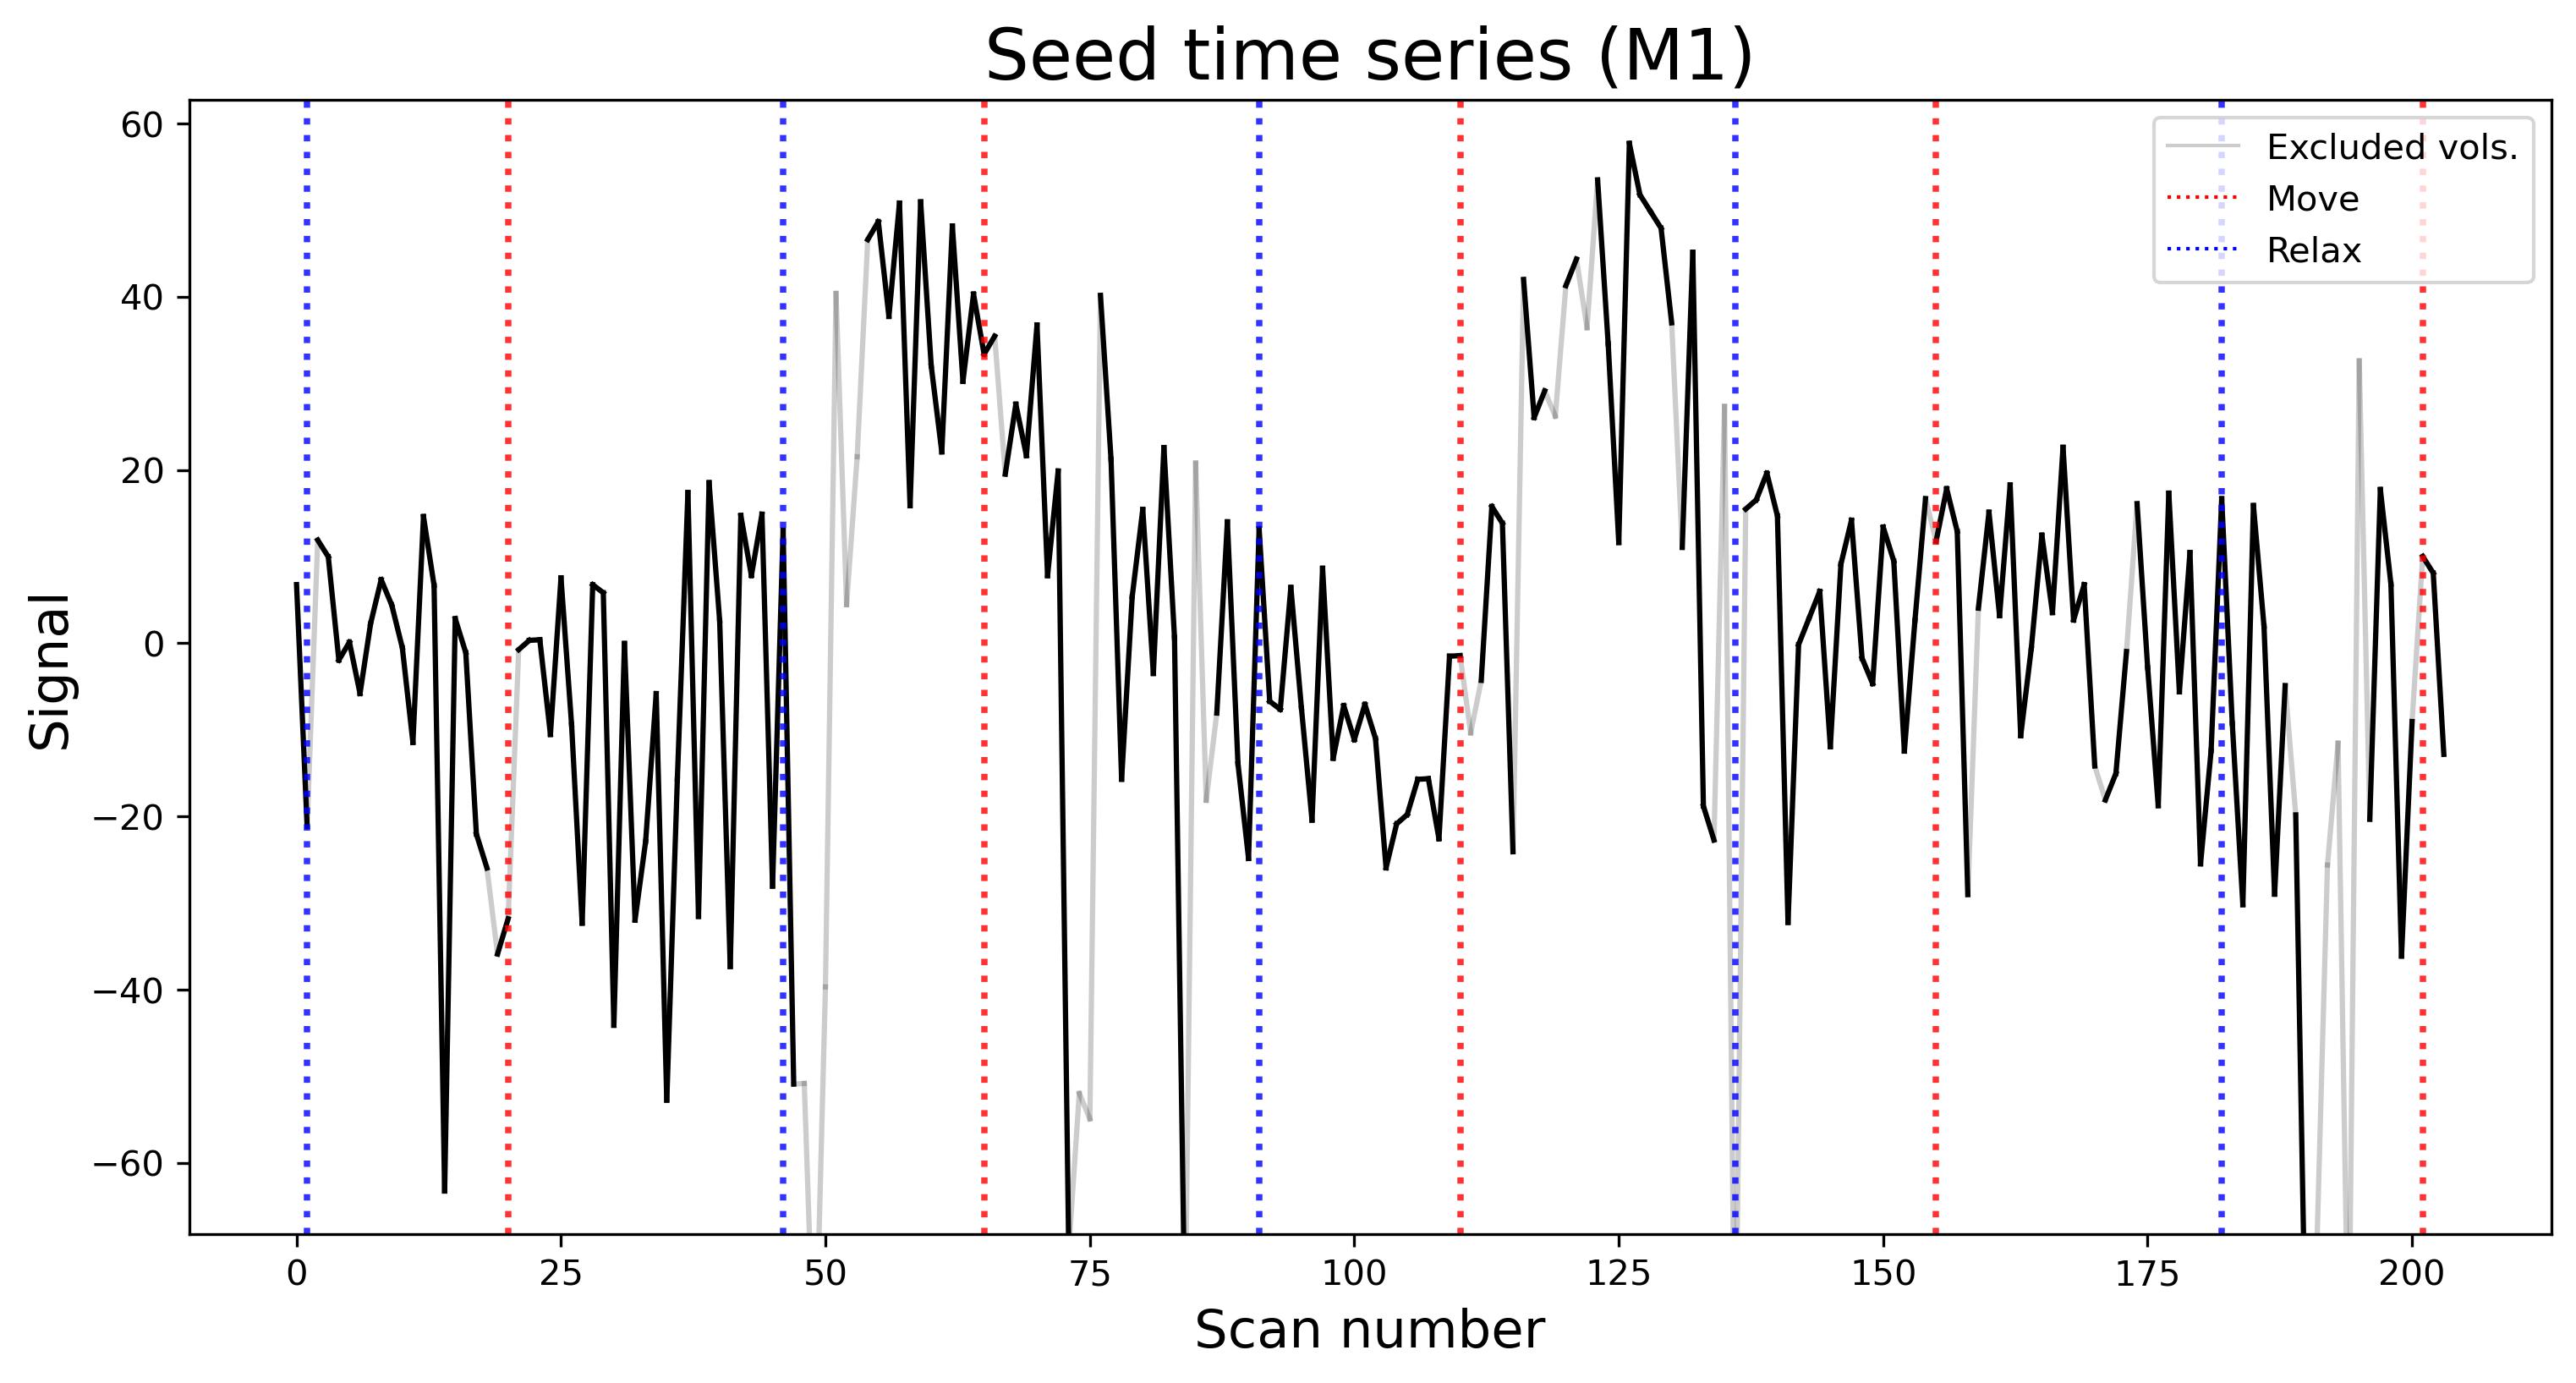 Seed time series (M1)
60
40
20
0
−20
−40
−60
Signal
Excluded vols.
Move
Relax
0 25 50 75 100 125 150 175 200
Scan number